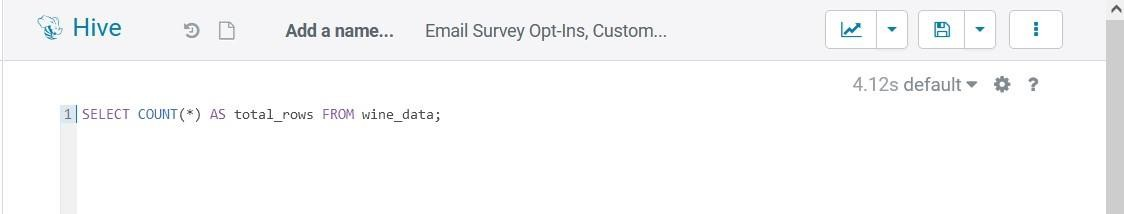 Hive Add a name... Email Survey Opt-Ins, Custom...
4.12s default ?
1 SELECT COUNT(*) AS total_rows FROM wine_data;